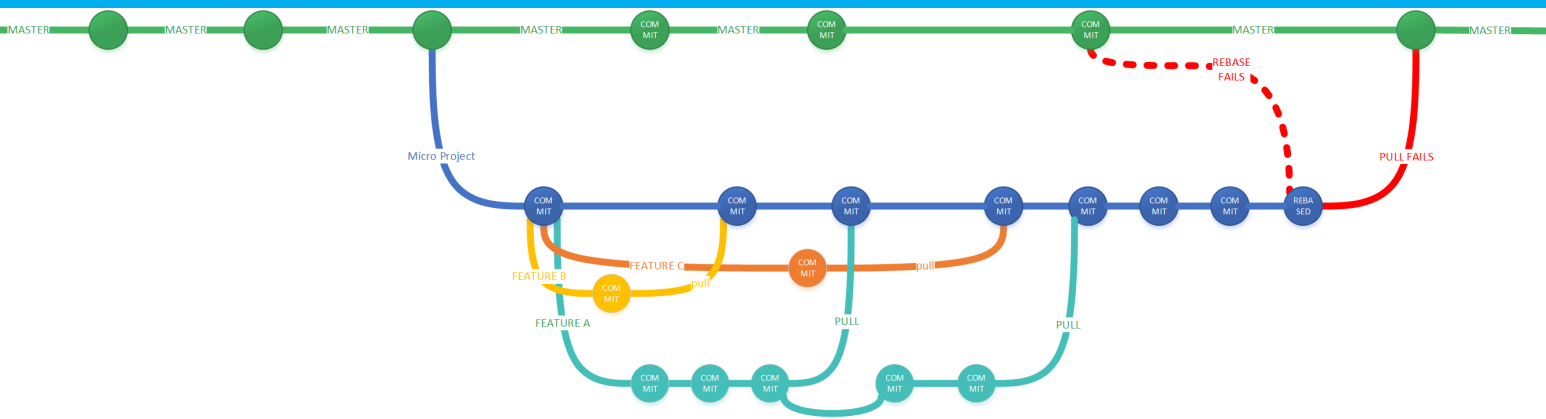 MASTER
MASTER
MASTER
MASTER
COM
MIT
MASTER
COM
MIT
COM
MIT
MASTER
MASTER
REBASE
FAILS
Micro Project
PULL FAILS
COM
MIT
COM
MIT
COM
MIT
COM
MIT
COM
MIT
COM
MIT
COM
MIT
REBA
SED
FEATURE B
FEATURE C
COM
MIT
pull
COM
MIT
pull
FEATURE A
PULL
PULL
COM
MIT
COM
MIT
COM
MIT
COM
MIT
COM
MIT